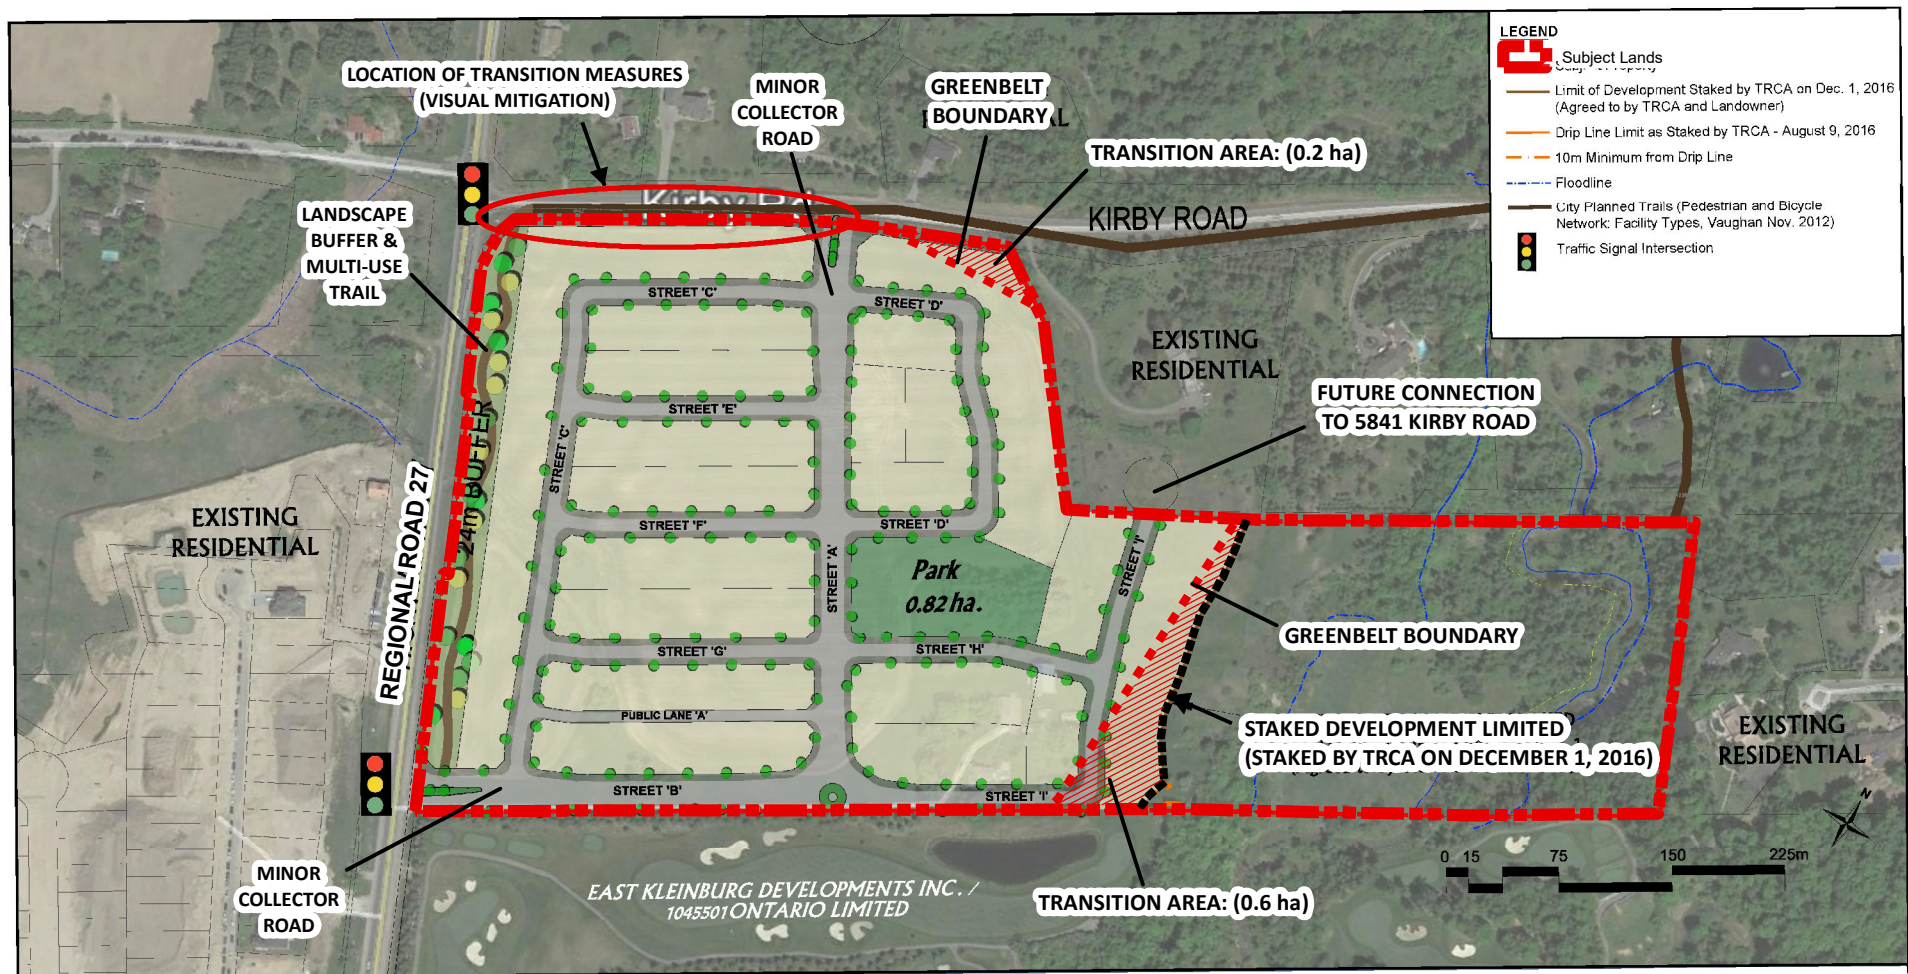 LOCATION OF TRANSITION MEASURES
(VISUAL MITIGATION)
MINOR
COLLECTOR
ROAD
GREENBELT
BOUNDARY
TRANSITION AREA: (0.2 ha)
LEGEND
Subject Lands
Limit of Development Staked by TRCA on Dec. 1, 2016
(Agreed to by TRCA and Landowner)
Drip Line Limit as Staked by TRCA - August 9, 2016
10m Minimum from Drip Line
Floodline
City Planned Trails (Pedestrian and Bicycle
Network: Facility Types, Vaughan Nov. 2012)
Traffic Signal Intersection
Kirby Rd
KIRBY ROAD
LANDSCAPE
BUFFER &
MULTI-USE
TRAIL
STREET 'C'
STREET 'D'
EXISTING
RESIDENTIAL
FUTURE CONNECTION
TO 5841 KIRBY ROAD
STREET 'E'
STREET 'C'
24m BUFFER
REGIONAL ROAD 27
EXISTING
RESIDENTIAL
STREET 'F'
STREET 'D'
STREET 'A'
Park
0.82 ha.
STREET 'I'
GREENBELT BOUNDARY
STREET 'G'
STREET 'H'
PUBLIC LANE 'A'
STAKED DEVELOPMENT LIMITED
(STAKED BY TRCA ON DECEMBER 1, 2016)
EXISTING
RESIDENTIAL
STREET 'B'
STREET 'I'
N
0 15 75 150 225m
MINOR
COLLECTOR
ROAD
EAST KLEINBURG DEVELOPMENTS INC. /
1045501 ONTARIO LIMITED
TRANSITION AREA: (0.6 ha)